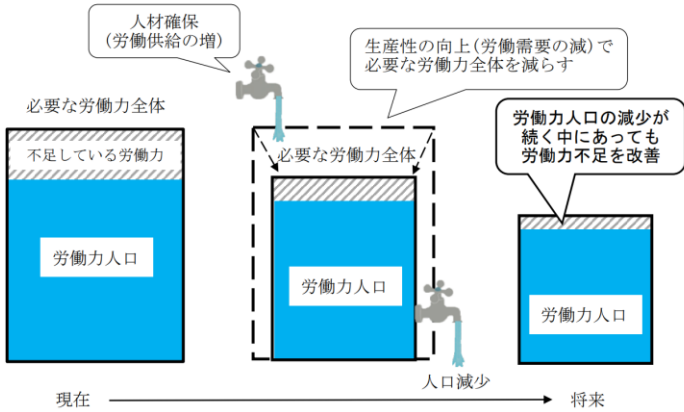 人材確保
(労働供給の増)
生産性の向上(労働需要の減)で
必要な労働力全体を減らす
必要な労働力全体
不足している労働力
労働力人口
必要な労働力全体
労働力人口
人口減少
労働力人口の減少が
続く中にあっても
労働力不足を改善
労働力人口
現在
将来